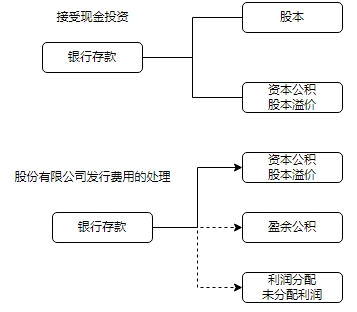 接受现金投资
股本
银行存款
资本公积
股本溢价
股份有限公司发行费用的处理
资本公积
股本溢价
银行存款
盈余公积
利润分配
未分配利润